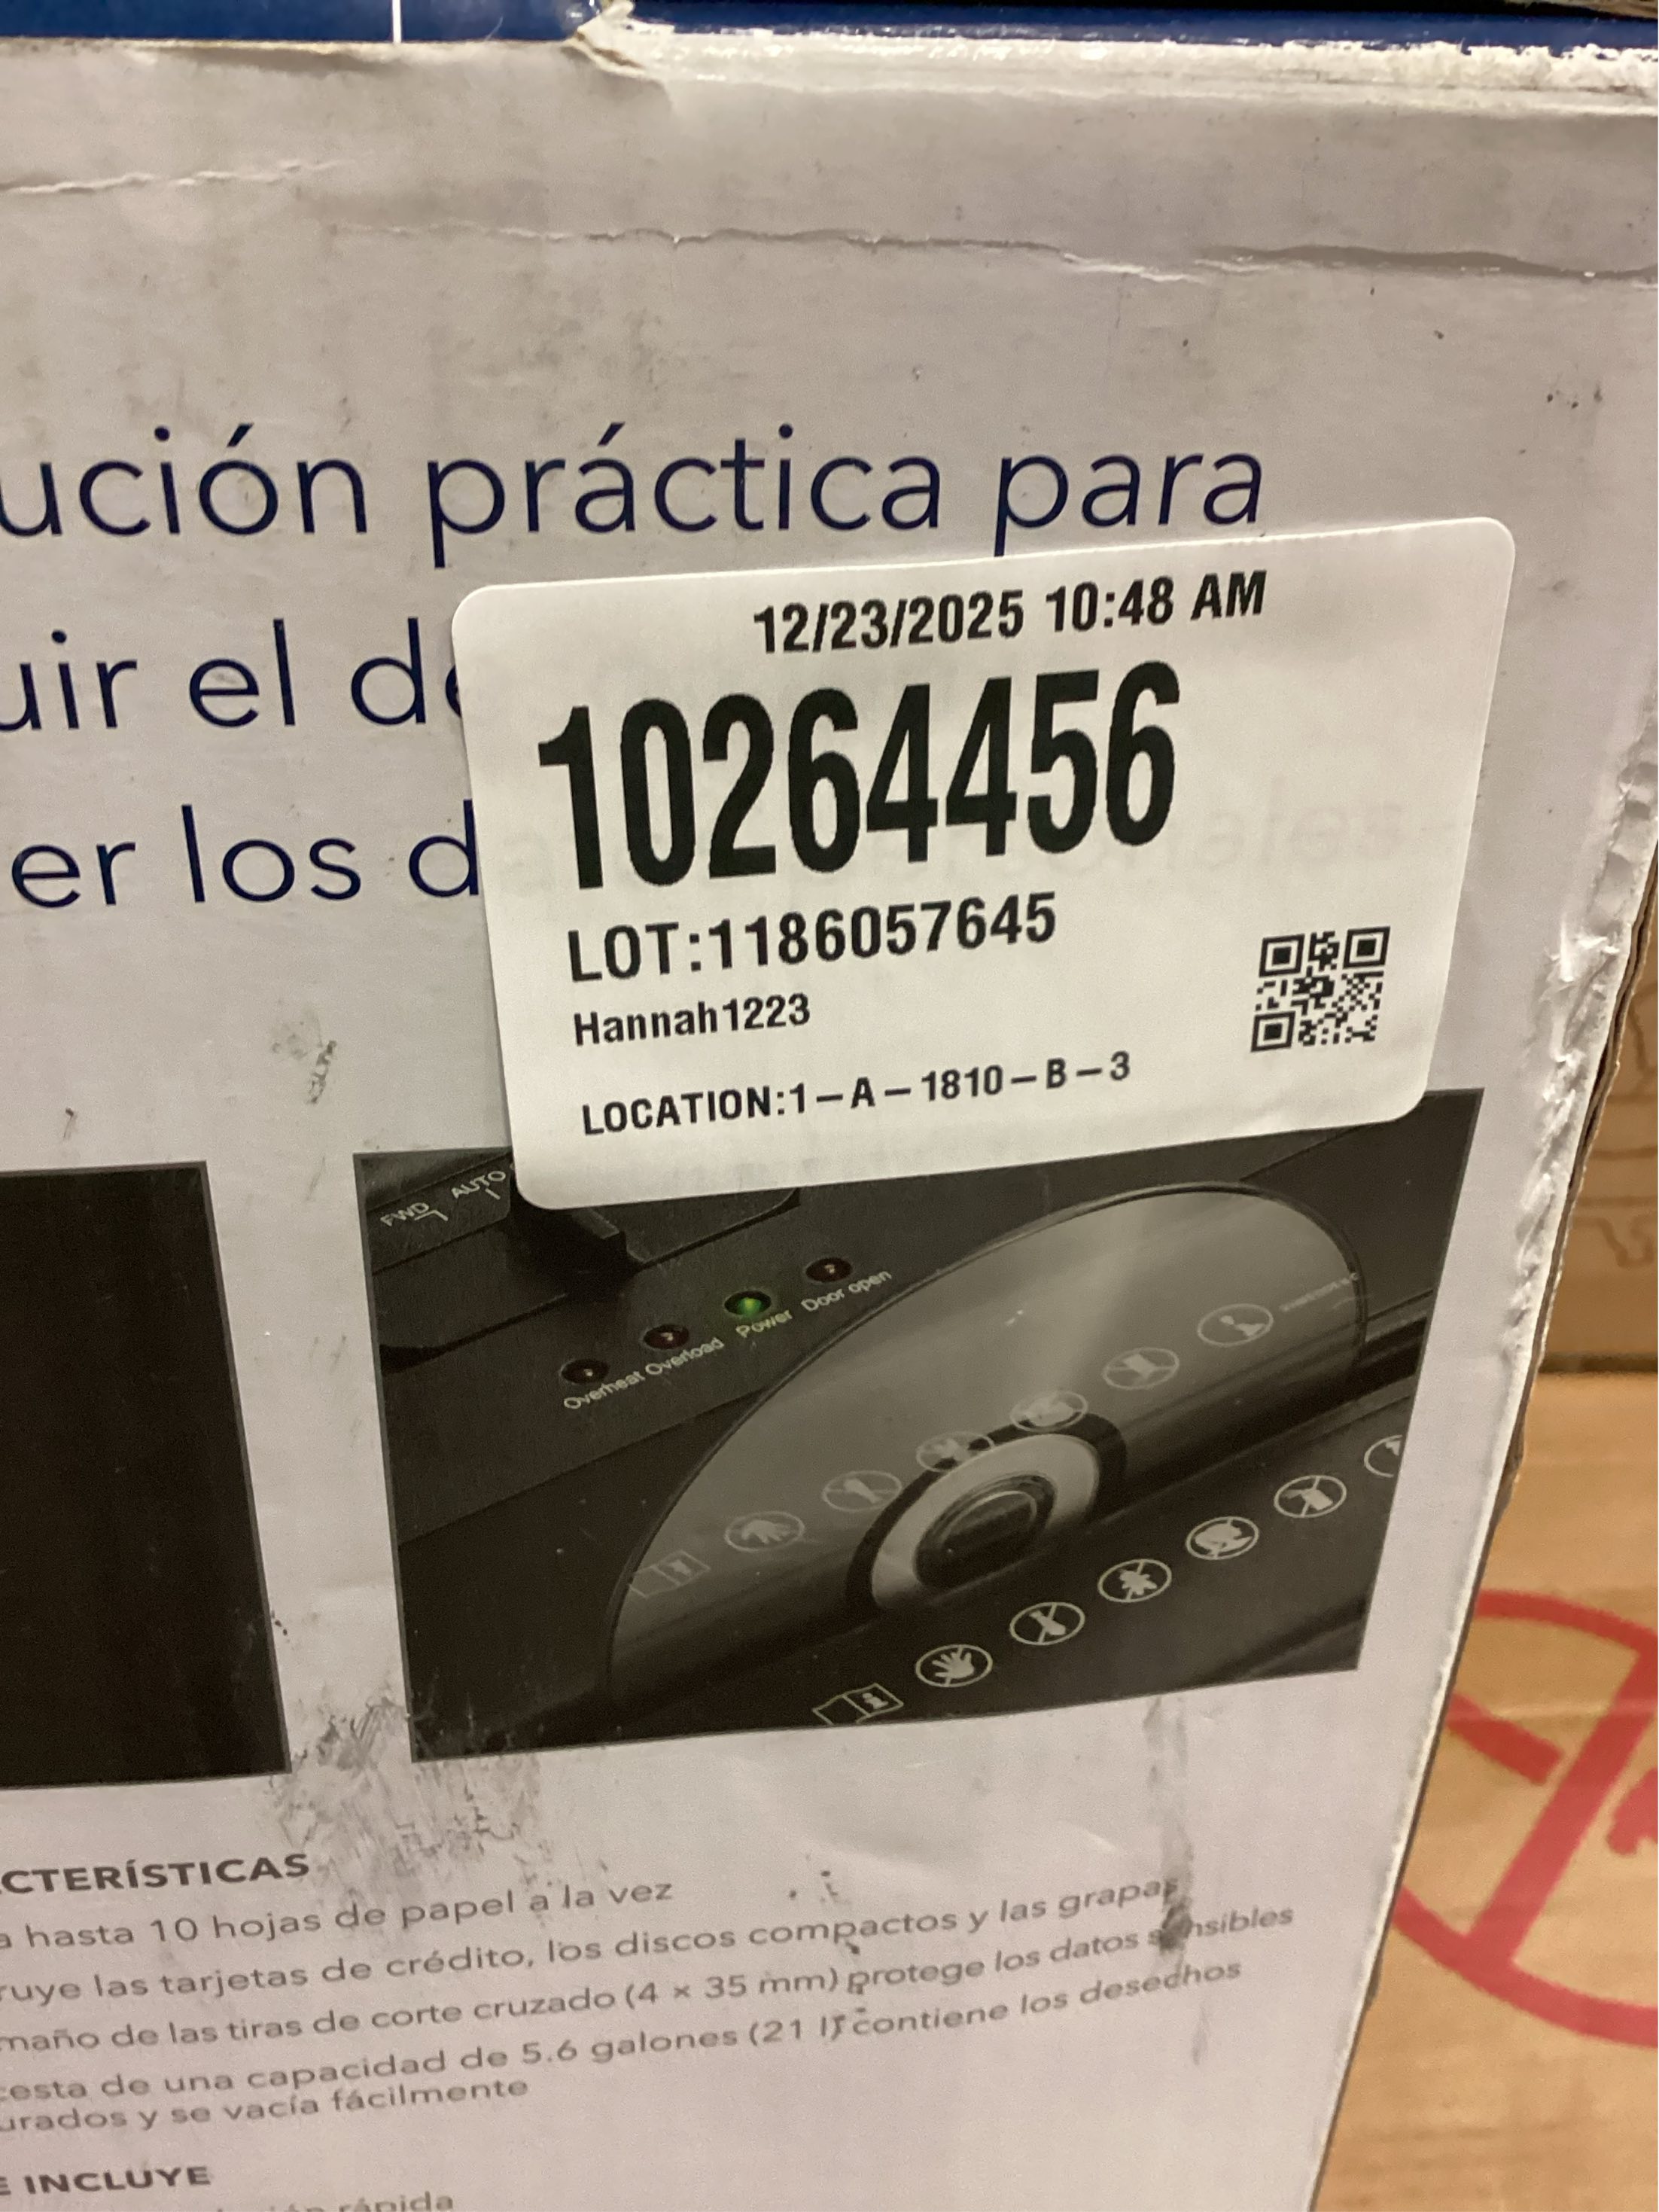 ución práctica para
uir el de
er los d
12/23/2025 10:48 AM
10264456
LOT:1186057645
Hannah1223
LOCATION:1-A-1810-B-3
FWD AUTO
Overheat Overload Power Door open
CTERÍSTICAS
a hasta 10 hojas de papel a la vez
ruye las tarjetas de crédito, los discos compactos y las grapas
maño de las tiras de corte cruzado (4 × 35 mm) protege los datos sensibles
cesta de una capacidad de 5.6 galones (21 l) contiene los desechos
urados y se vacía fácilmente
E INCLUYE
rápida